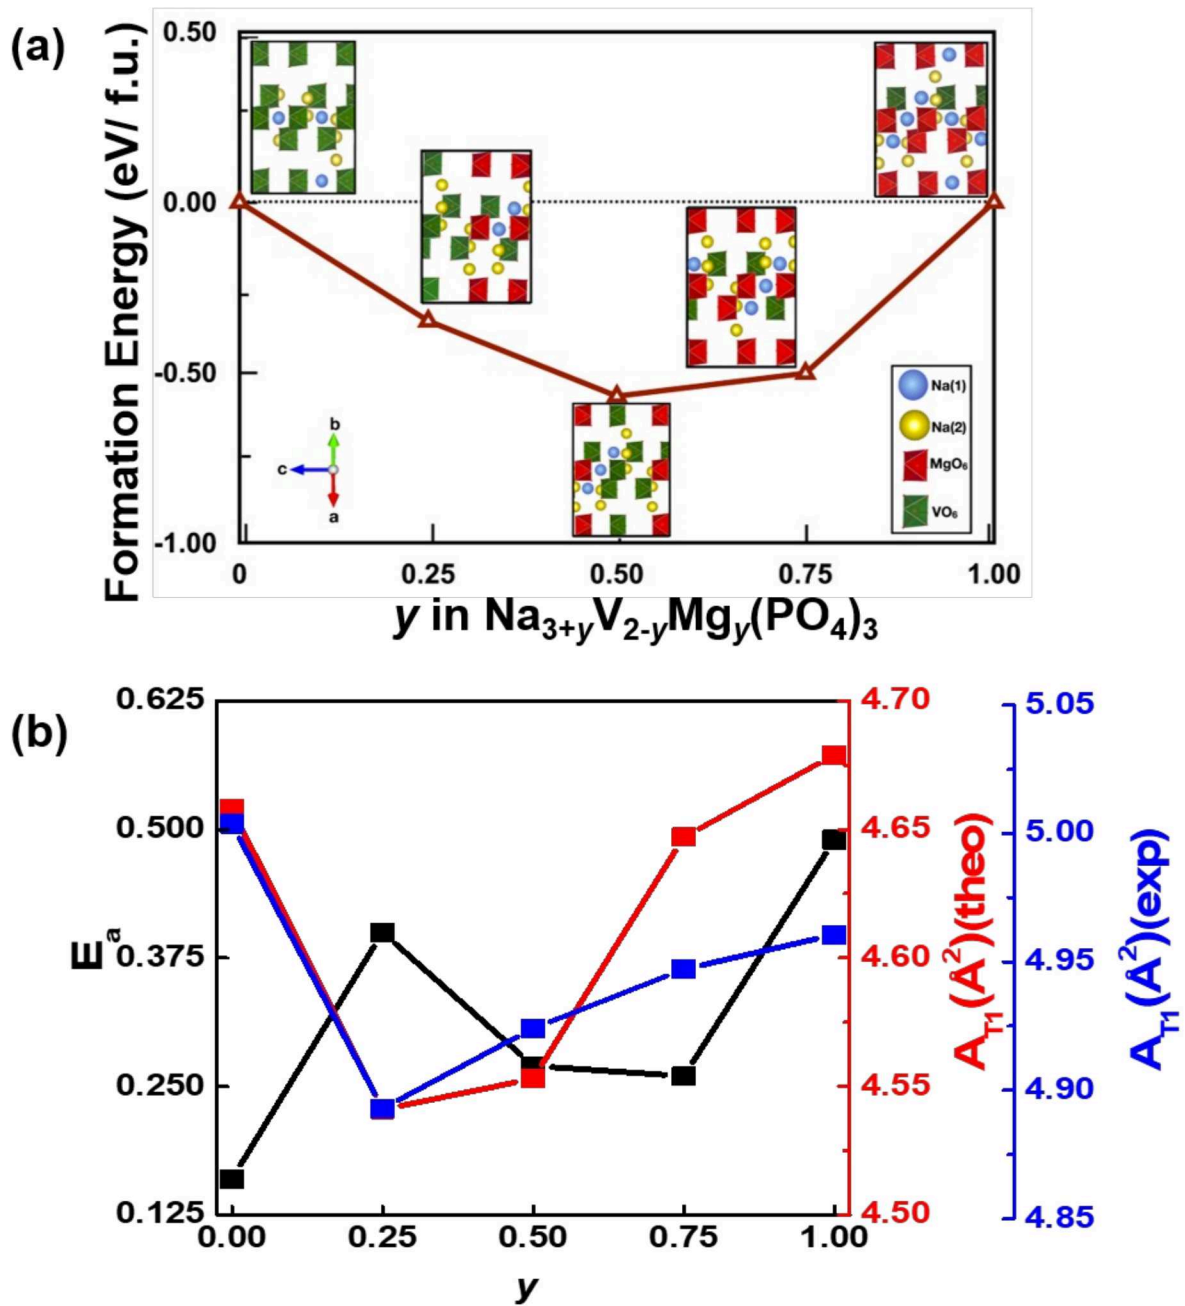 (a)
Formation Energy (eV/ f.u.)
0.50
0.00
-0.50
-1.00
b
c
a
Na(1)
Na(2)
MgO₆
VO₆
0 0.25 0.50 0.75 1.00
y in Na₃₊yV₂₋yMgy(PO₄)₃
(b)
Eₐ
0.625
0.500
0.375
0.250
0.125
0.00 0.25 0.50 0.75 1.00
y
4.70
4.65
4.60
4.55
4.50
A_T1 (Å²)(theo)
5.05
5.00
4.95
4.90
4.85
A_T1 (Å²)(exp)